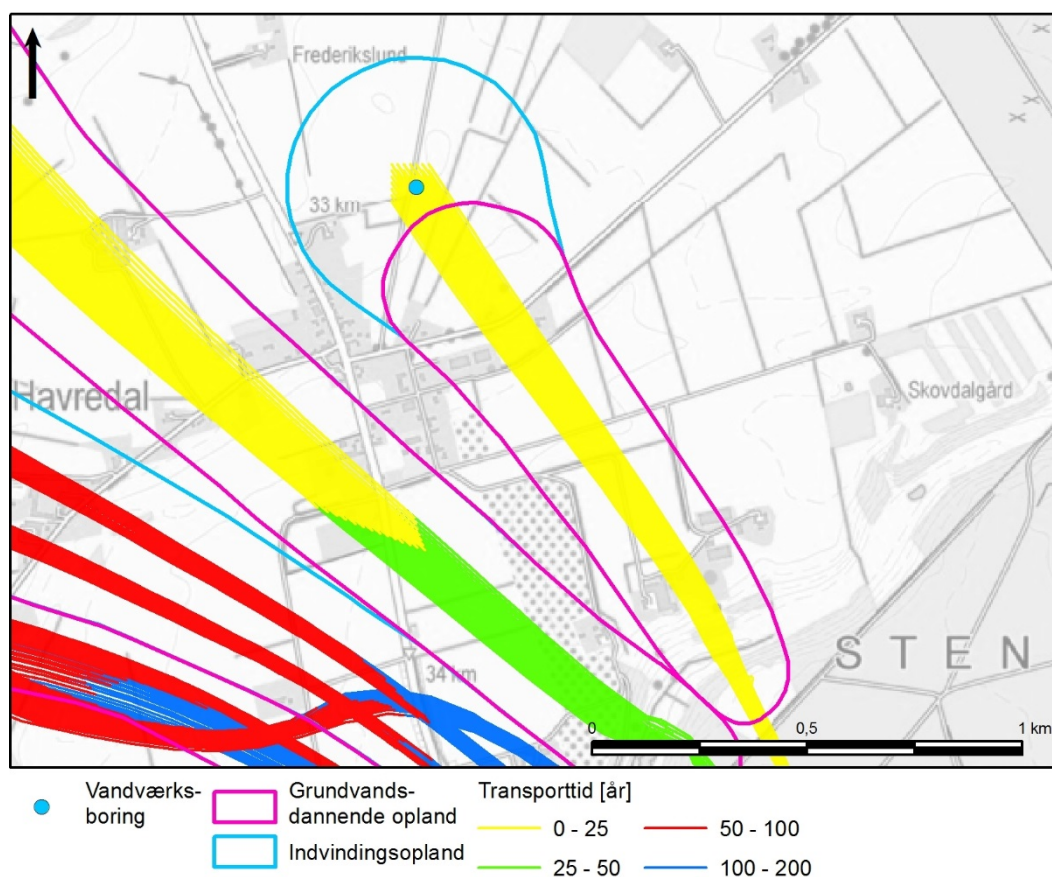 Frederikslund
33 km
Havredal
Skovdalgård
STEN
34 km
0 0,5 1 km
Vandværks-
boring
Grundvands-
dannende opland
Indvindingsopland
Transporttid [år]
0 - 25
50 - 100
25 - 50
100 - 200